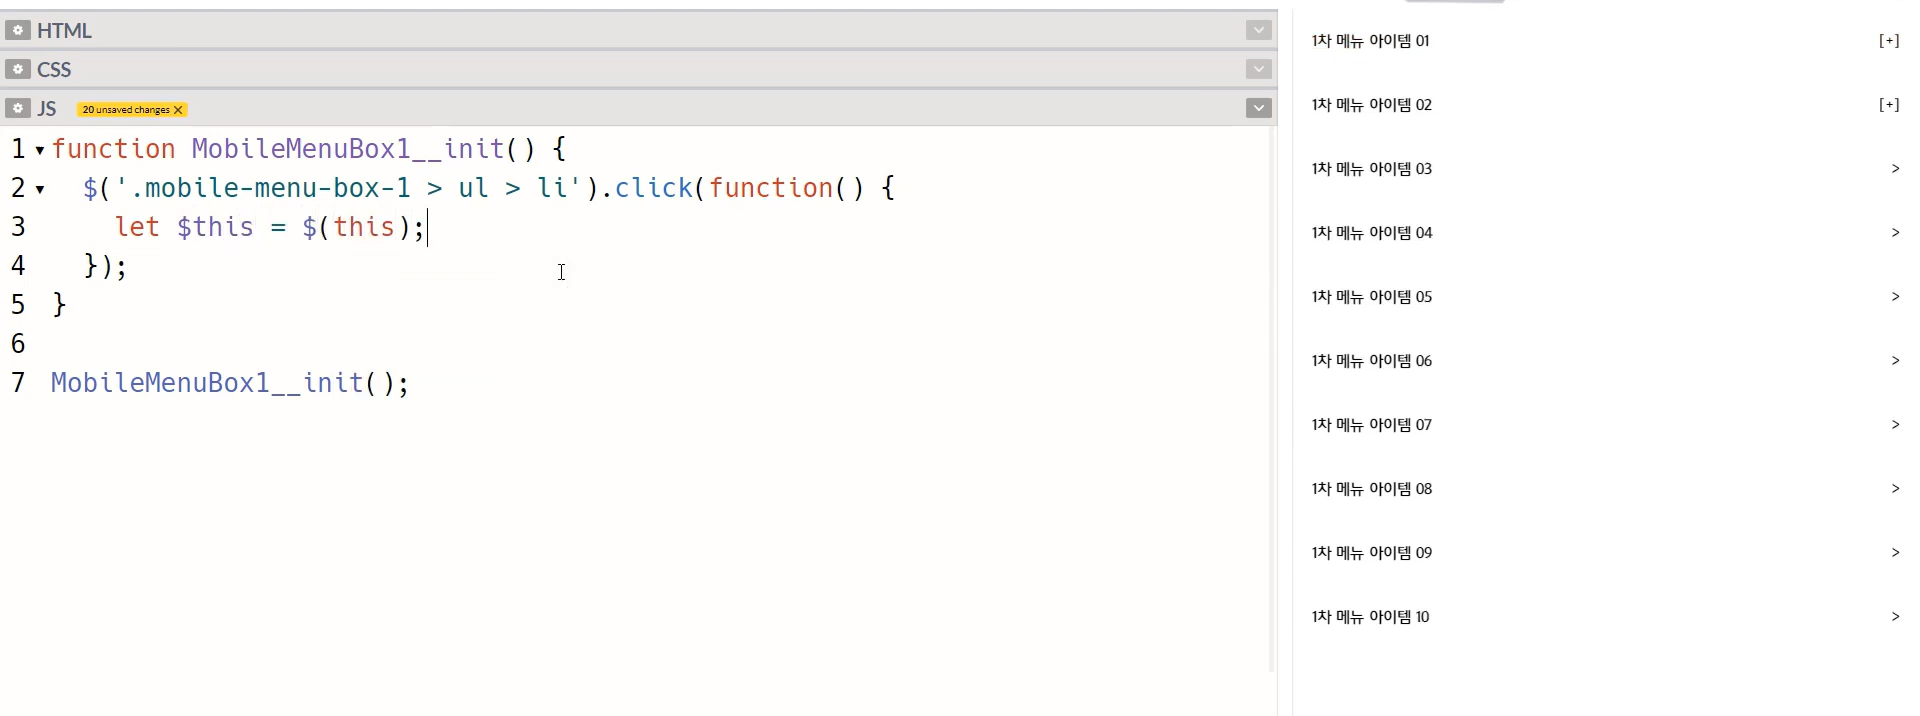 HTML
CSS
JS 20 unsaved changes ×
1 function MobileMenuBox1__init() {
2 $('.mobile-menu-box-1 > ul > li').click(function() {
3 let $this = $(this);
4 });
5 }
6
7 MobileMenuBox1__init();
1차 메뉴 아이템 01 [+]
1차 메뉴 아이템 02 [+]
1차 메뉴 아이템 03 >
1차 메뉴 아이템 04 >
1차 메뉴 아이템 05 >
1차 메뉴 아이템 06 >
1차 메뉴 아이템 07 >
1차 메뉴 아이템 08 >
1차 메뉴 아이템 09 >
1차 메뉴 아이템 10 >